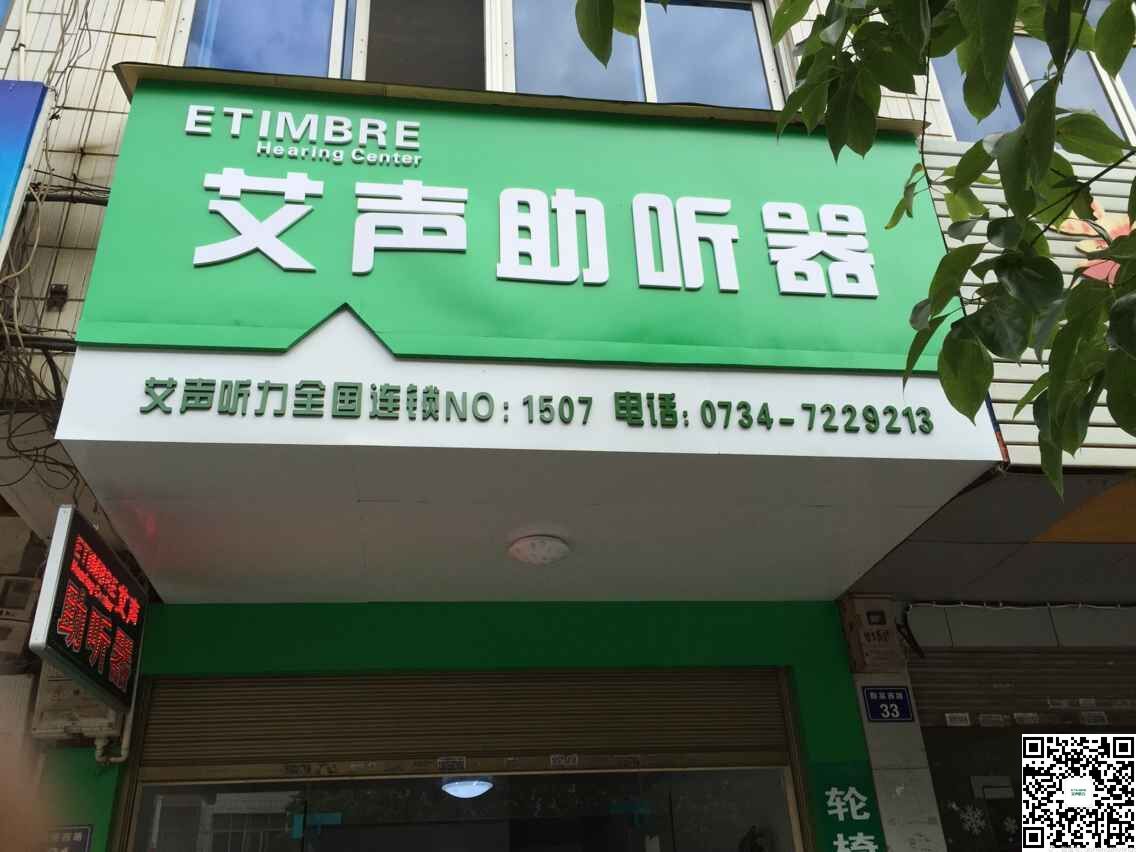 ETIMBRE
Hearing Center
艾声助听器
艾声听力全国连锁NO:1507 电话:0734-7229213
助听器
33
轮椅